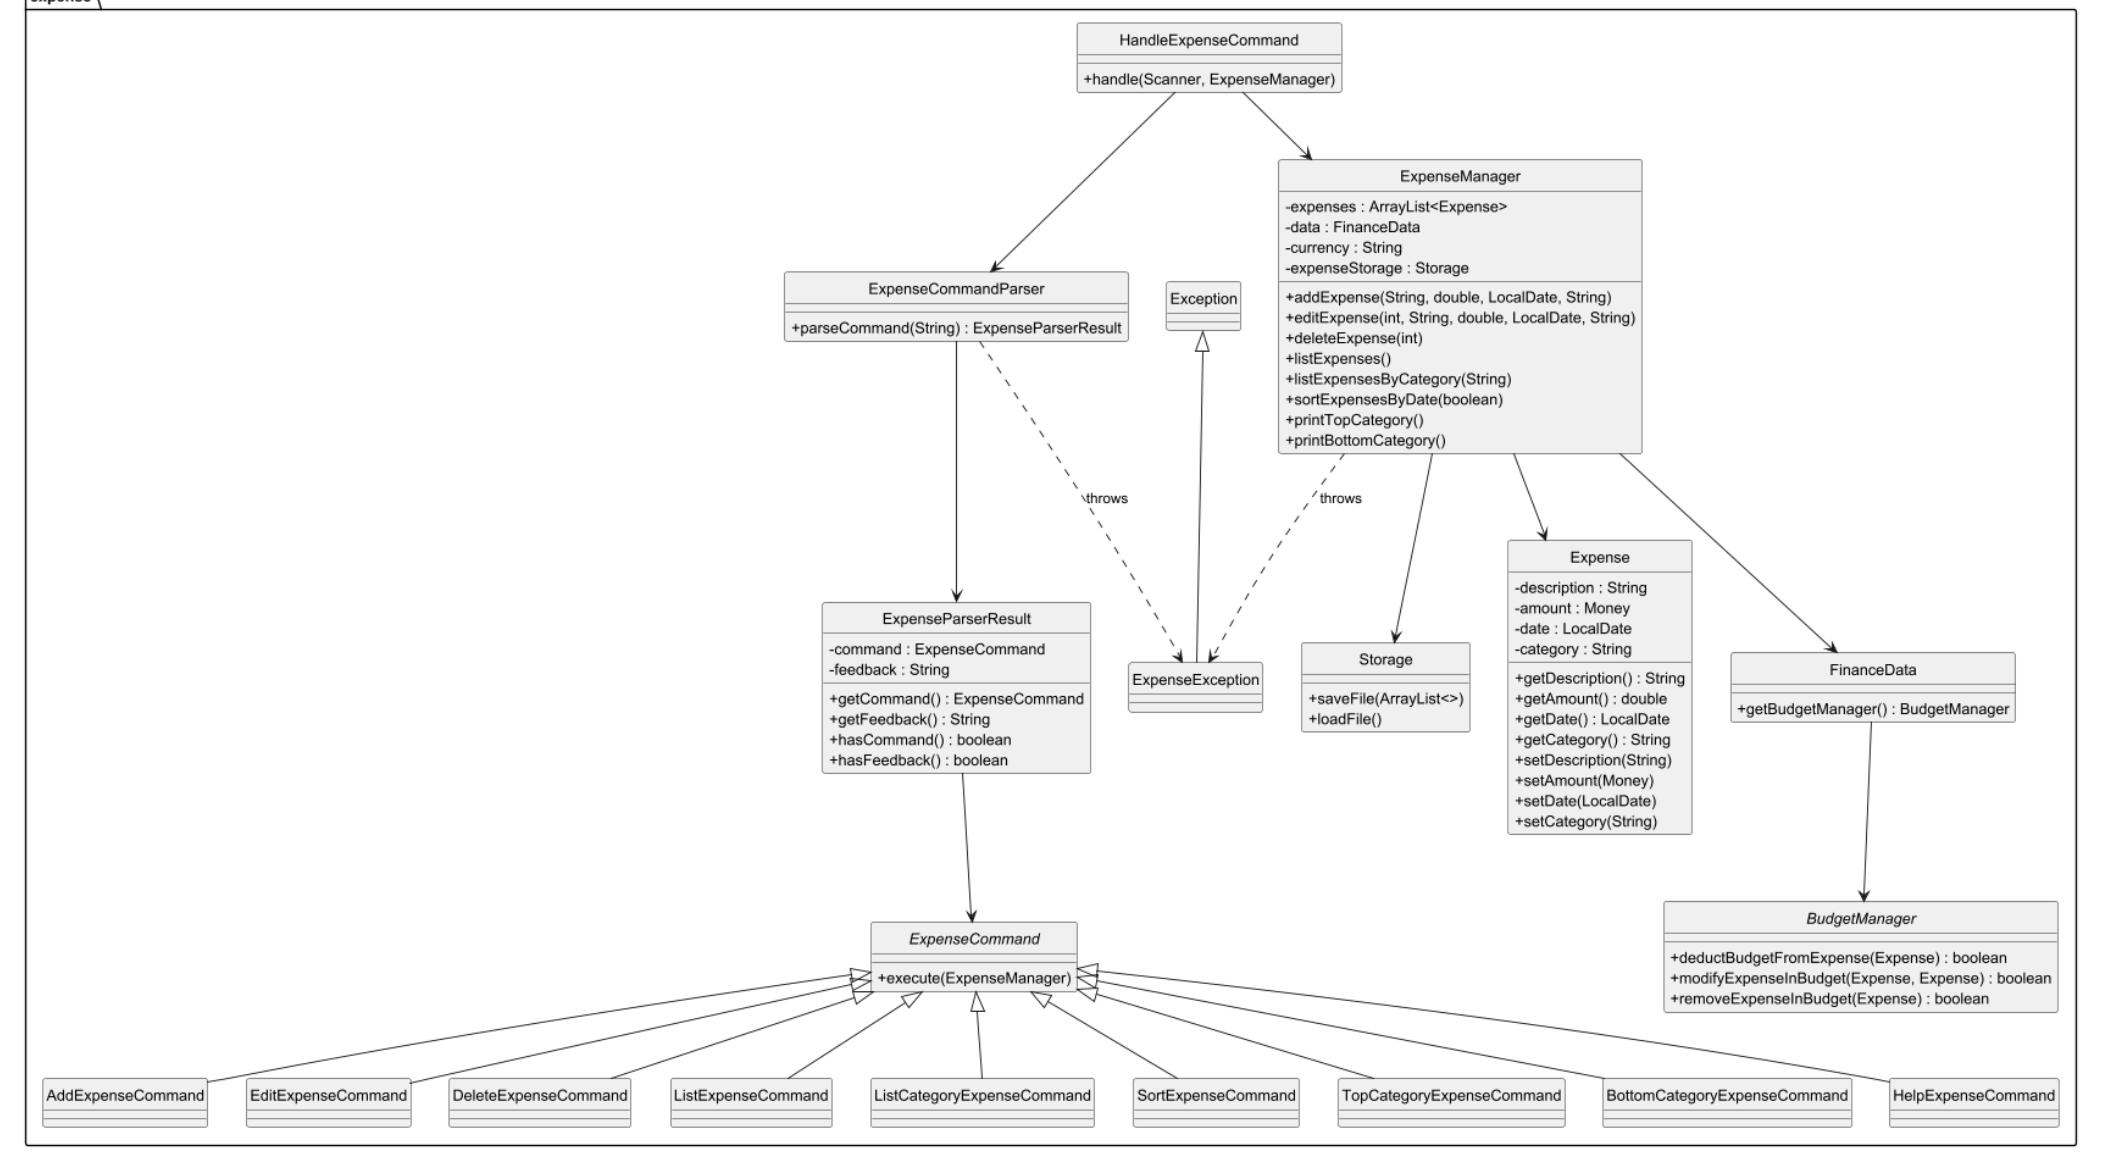 expense
HandleExpenseCommand
+handle(Scanner, ExpenseManager)
ExpenseManager
-expenses : ArrayList<Expense>
-data : FinanceData
-currency : String
-expenseStorage : Storage
+addExpense(String, double, LocalDate, String)
+editExpense(int, String, double, LocalDate, String)
+deleteExpense(int)
+listExpenses()
+listExpensesByCategory(String)
+sortExpensesByDate(boolean)
+printTopCategory()
+printBottomCategory()
ExpenseCommandParser
+parseCommand(String) : ExpenseParserResult
Exception
throws
throws
ExpenseParserResult
-command : ExpenseCommand
-feedback : String
+getCommand() : ExpenseCommand
+getFeedback() : String
+hasCommand() : boolean
+hasFeedback() : boolean
ExpenseException
Storage
+saveFile(ArrayList<>)
+loadFile()
Expense
-description : String
-amount : Money
-date : LocalDate
-category : String
+getDescription() : String
+getAmount() : double
+getDate() : LocalDate
+getCategory() : String
+setDescription(String)
+setAmount(Money)
+setDate(LocalDate)
+setCategory(String)
FinanceData
+getBudgetManager() : BudgetManager
BudgetManager
+deductBudgetFromExpense(Expense) : boolean
+modifyExpenseInBudget(Expense, Expense) : boolean
+removeExpenseInBudget(Expense) : boolean
ExpenseCommand
+execute(ExpenseManager)
AddExpenseCommand
EditExpenseCommand
DeleteExpenseCommand
ListExpenseCommand
ListCategoryExpenseCommand
SortExpenseCommand
TopCategoryExpenseCommand
BottomCategoryExpenseCommand
HelpExpenseCommand